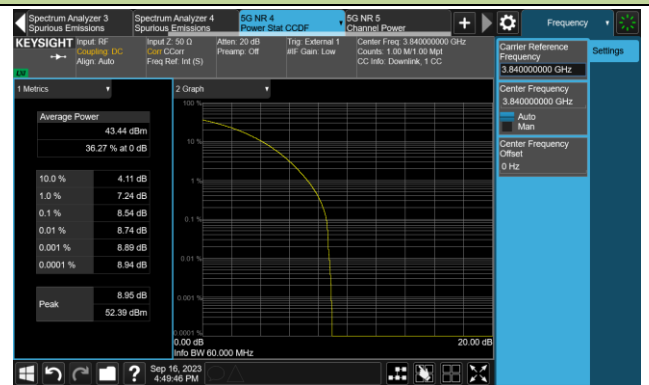 Spectrum Analyzer 3
Spurious Emissions
Spectrum Analyzer 4
Spurious Emissions
5G NR 4
Power Stat CCDF
5G NR 5
Channel Power
Frequency
KEYSIGHT
Input: RF
Coupling: DC
Align: Auto
Input Z: 50 Ω
Corr CCorr
Freq Ref: Int (S)
Atten: 20 dB
Preamp: Off
Trig: External 1
#IF Gain: Low
Center Freq: 3.840000000 GHz
Counts: 1.00 M/1.00 Mpt
CC Info: Downlink, 1 CC
LXI
1 Metrics
Average Power
43.44 dBm
36.27 % at 0 dB
10.0 % 4.11 dB
1.0 % 7.24 dB
0.1 % 8.54 dB
0.01 % 8.74 dB
0.001 % 8.89 dB
0.0001 % 8.94 dB
Peak
8.95 dB
52.39 dBm
2 Graph
100 %
10 %
1 %
0.1 %
0.01 %
0.001 %
0.0001 %
0.00 dB 20.00 dB
Info BW 60.000 MHz
Carrier Reference
Frequency
3.840000000 GHz
Center Frequency
3.840000000 GHz
Auto
Man
Center Frequency
Offset
0 Hz
Settings
?
Sep 16, 2023
4:49:46 PM